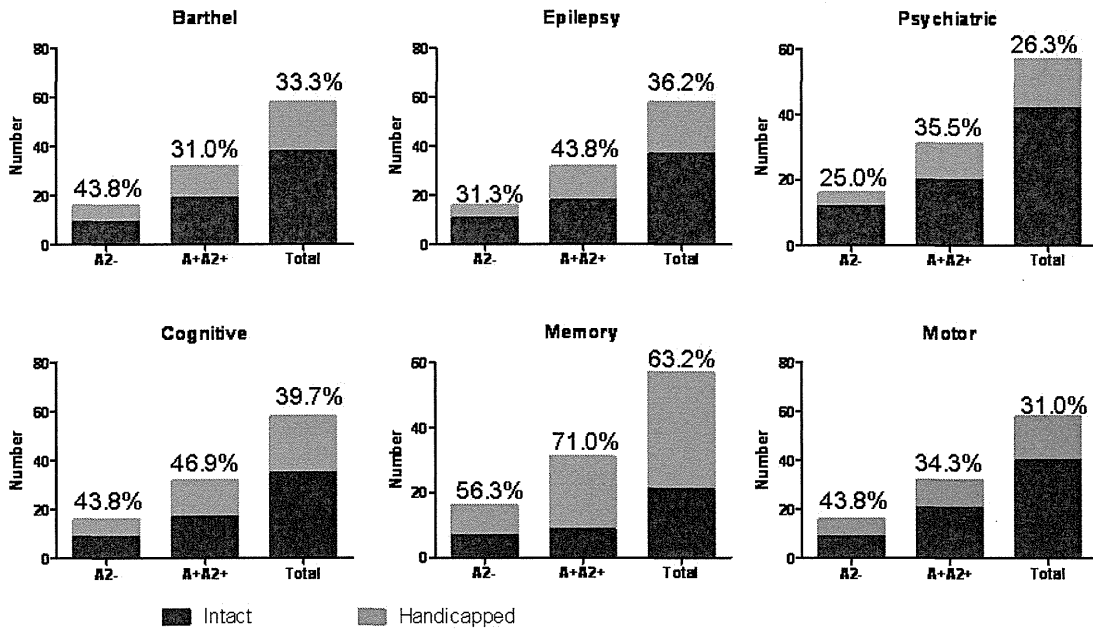 Barthel
Number
80
60
40
20
0
43.8%
31.0%
33.3%
A2-
A+A2+
Total
Epilepsy
Number
80
60
40
20
0
31.3%
43.8%
36.2%
A2-
A+A2+
Total
Psychiatric
Number
60
40
20
0
25.0%
35.5%
26.3%
A2-
A+A2+
Total
Cognitive
Number
80
60
40
20
0
43.8%
46.9%
39.7%
A2-
A+A2+
Total
Memory
Number
60
40
20
0
56.3%
71.0%
63.2%
A2-
A+A2+
Total
Motor
Number
80
60
40
20
0
43.8%
34.3%
31.0%
A2-
A+A2+
Total
Intact
Handicapped